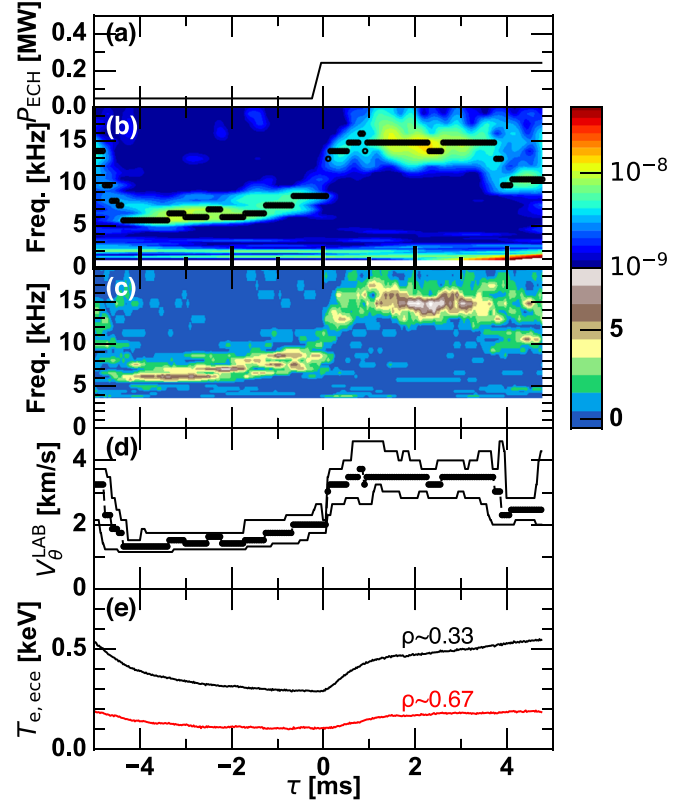 (a)
P_ECH [MW]
0.4
0.2
0.0
(b)
Freq. [kHz]
15
10
5
0
10⁻⁸
10⁻⁹
(c)
Freq. [kHz]
15
10
5
0
5
0
(d)
V_θ^LAB [km/s]
4
2
0
(e)
T_e, ece [keV]
0.5
0.0
ρ~0.33
ρ~0.67
−4 −2 0 2 4
τ [ms]